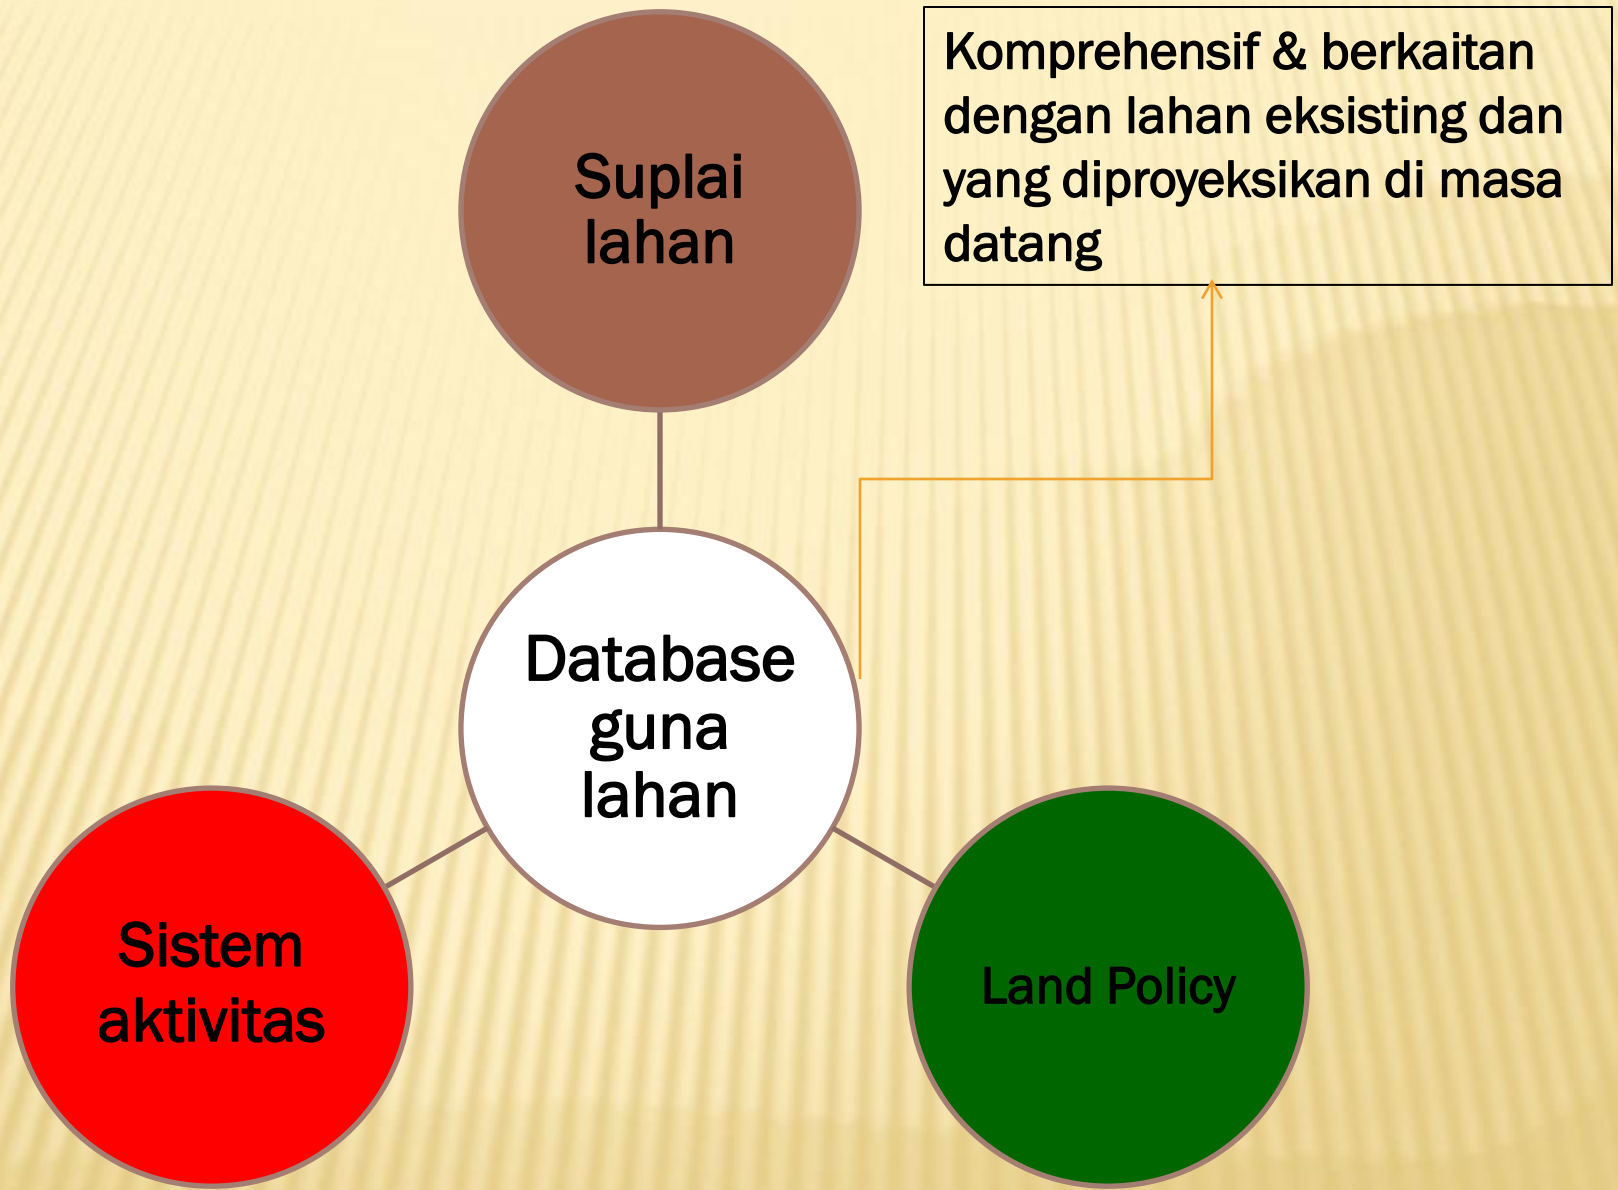 Suplai
lahan
Komprehensif & berkaitan
dengan lahan eksisting dan
yang diproyeksikan di masa
datang
Database
guna
lahan
Sistem
aktivitas
Land Policy